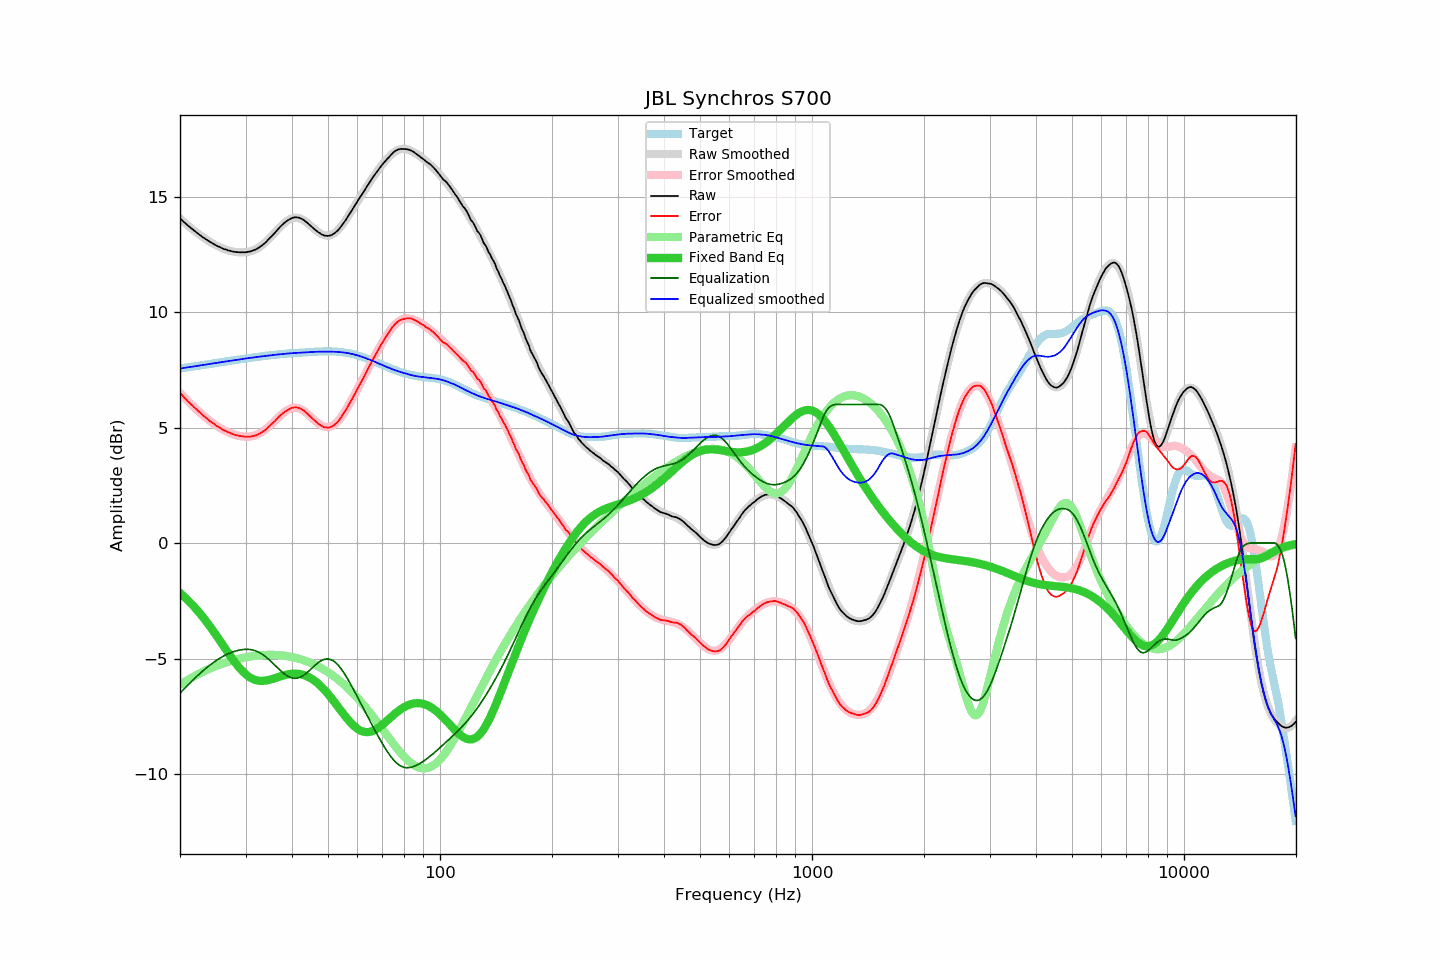 JBL Synchros S700
Target
Raw Smoothed
Error Smoothed
Raw
Error
Parametric Eq
Fixed Band Eq
Equalization
Equalized smoothed
Amplitude (dBr)
15
10
5
0
−5
−10
100
1000
10000
Frequency (Hz)